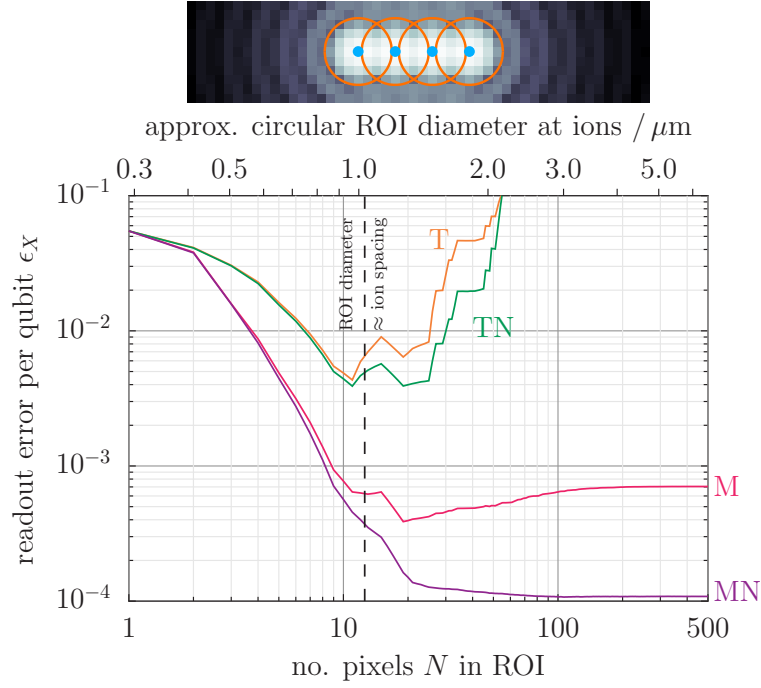 approx. circular ROI diameter at ions / μm
0.3 0.5 1.0 2.0 3.0 5.0
10⁻¹
10⁻²
10⁻³
10⁻⁴
readout error per qubit ϵ_X
ROI diameter
≈ ion spacing
T
TN
M
MN
1 10 100 500
no. pixels N in ROI